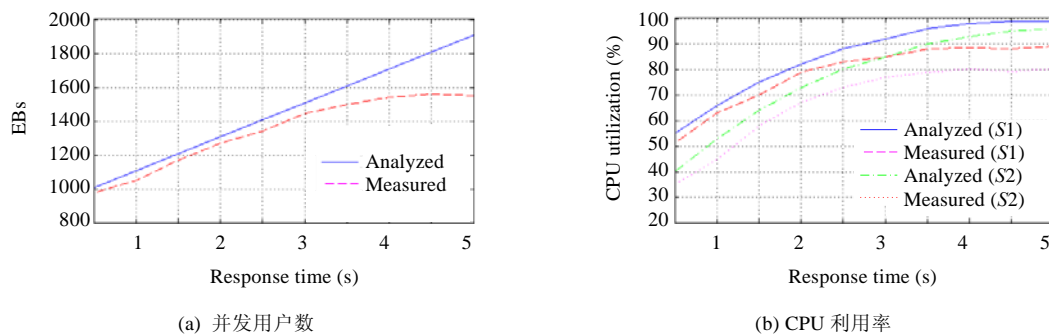 2000
1800
1600
1400
1200
1000
800
EBs
Analyzed
Measured
1 2 3 4 5
Response time (s)
(a) 并发用户数
100
90
80
70
60
50
40
30
20
CPU utilization (%)
Analyzed (S1)
Measured (S1)
Analyzed (S2)
Measured (S2)
1 2 3 4 5
Response time (s)
(b) CPU 利用率